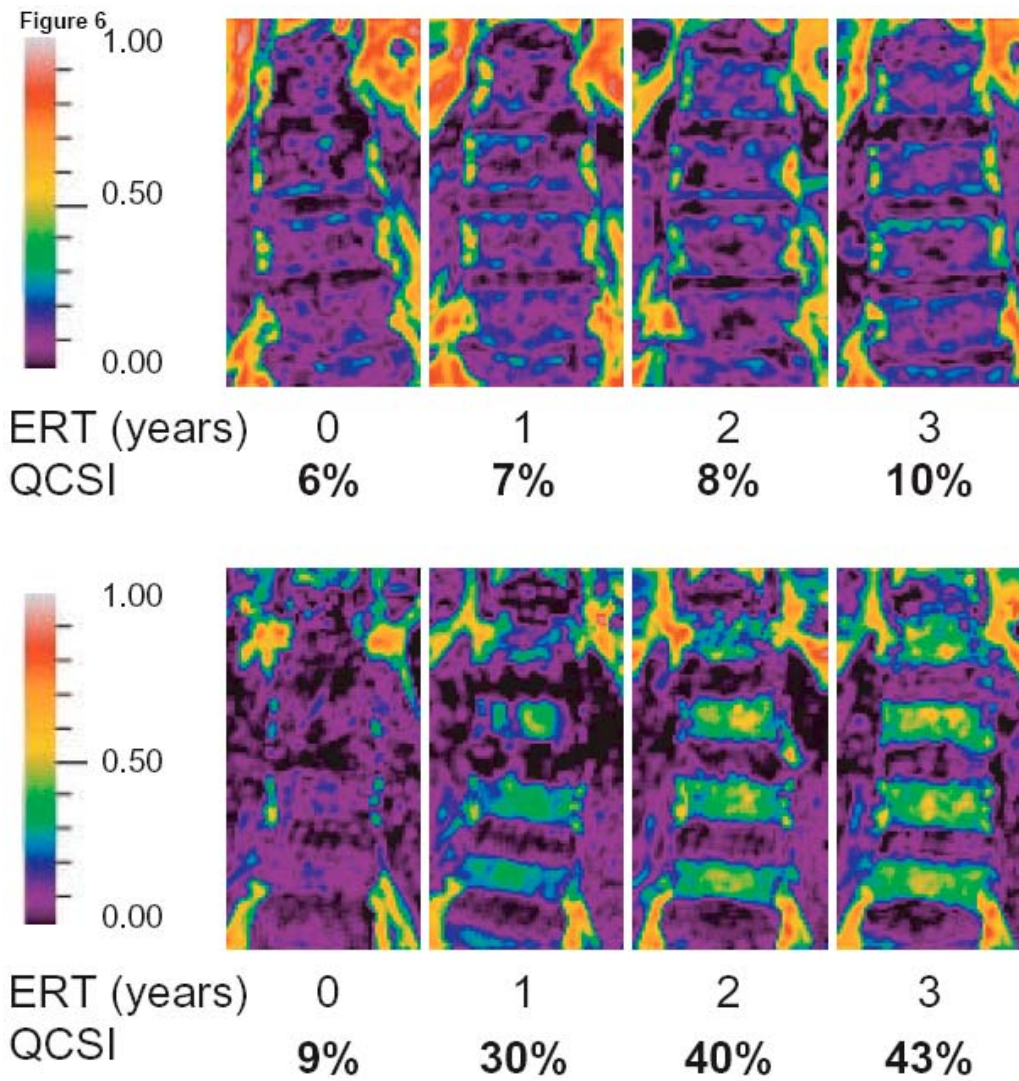 Figure 6
1.00
0.50
0.00
ERT (years) 0 1 2 3
QCSI 6% 7% 8% 10%
1.00
0.50
0.00
ERT (years) 0 1 2 3
QCSI 9% 30% 40% 43%